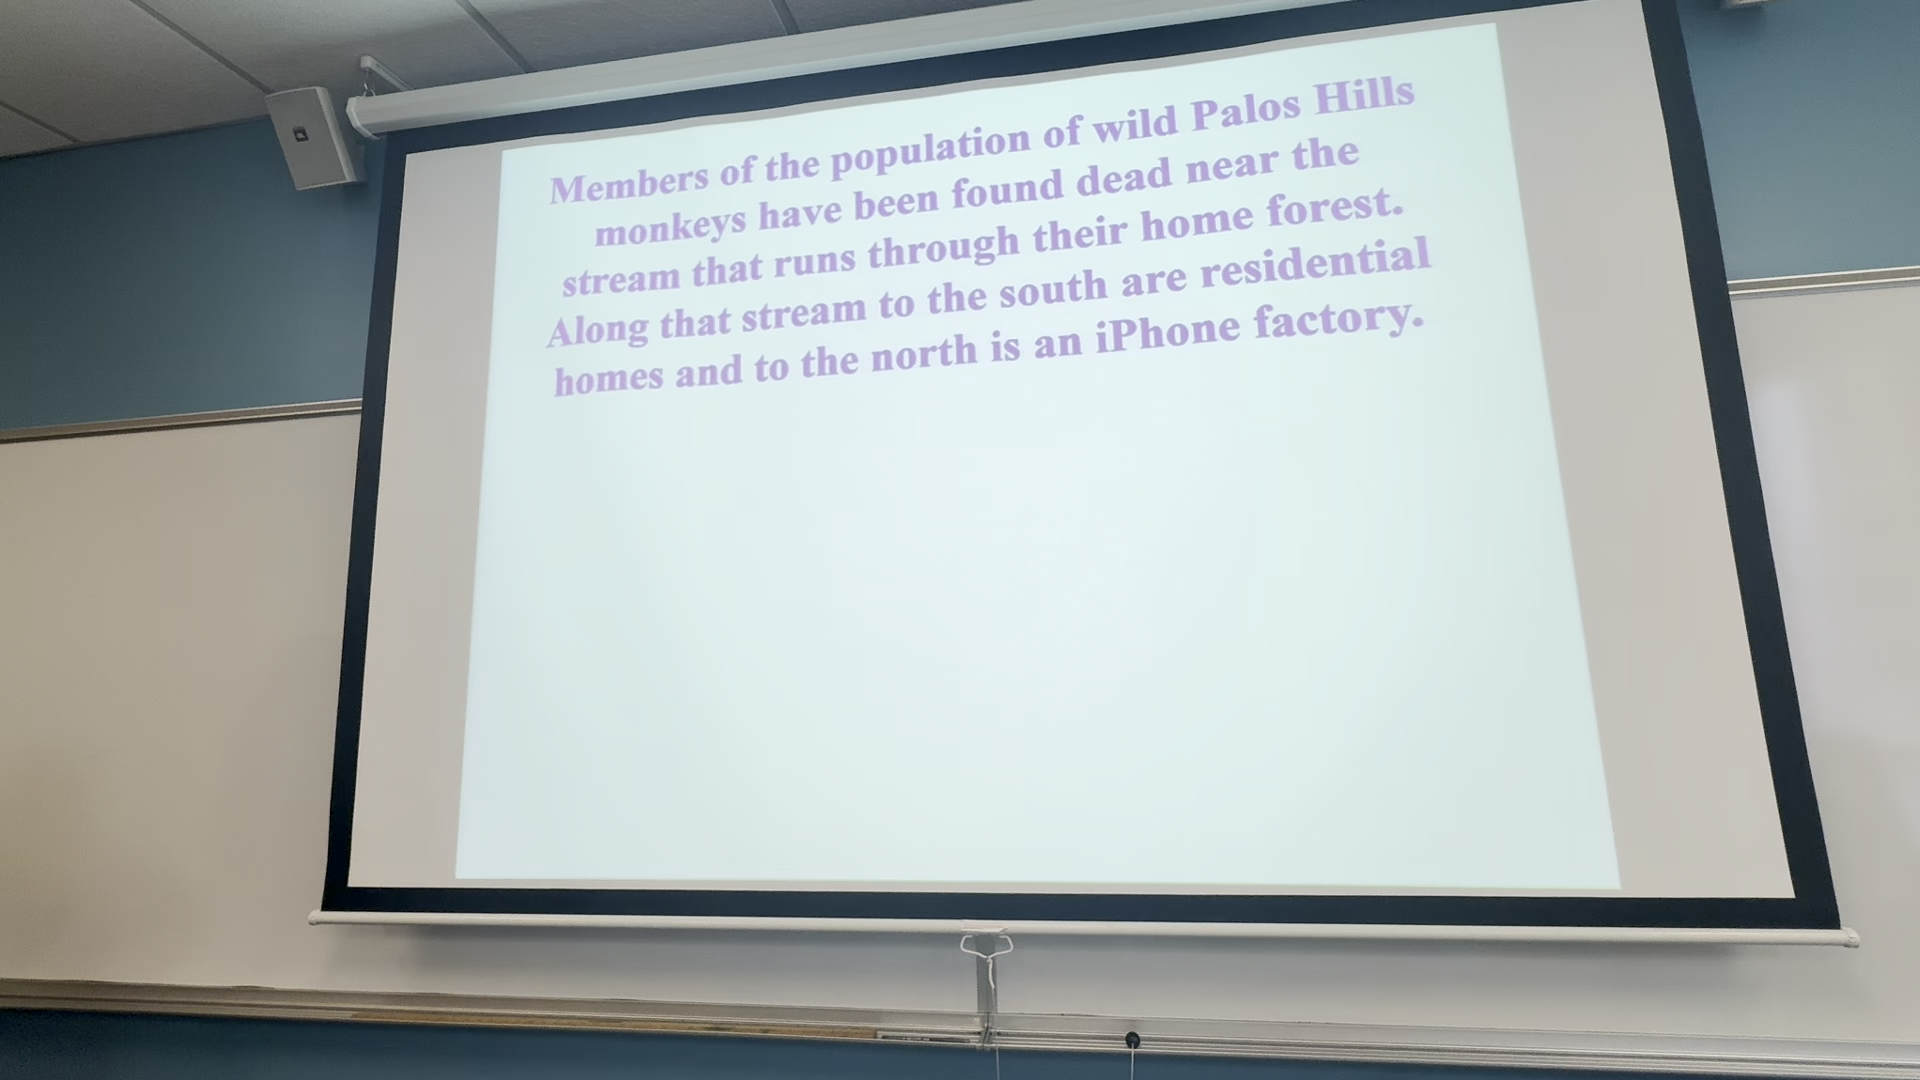 Members of the population of wild Palos Hills
monkeys have been found dead near the
stream that runs through their home forest.
Along that stream to the south are residential
homes and to the north is an iPhone factory.